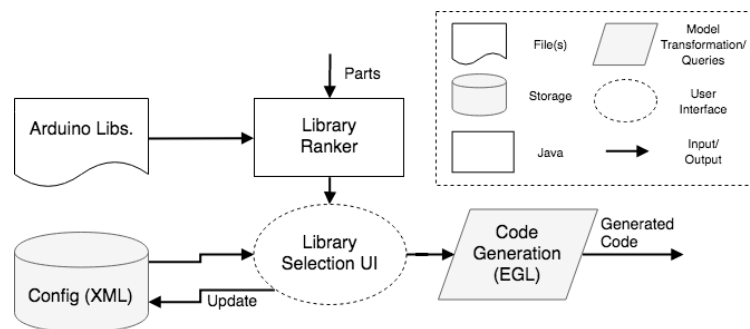 Parts
Arduino Libs.
Library
Ranker
Config (XML)
Update
Library
Selection UI
Code
Generation
(EGL)
Generated
Code
File(s)
Model
Transformation/
Queries
Storage
User
Interface
Java
Input/
Output